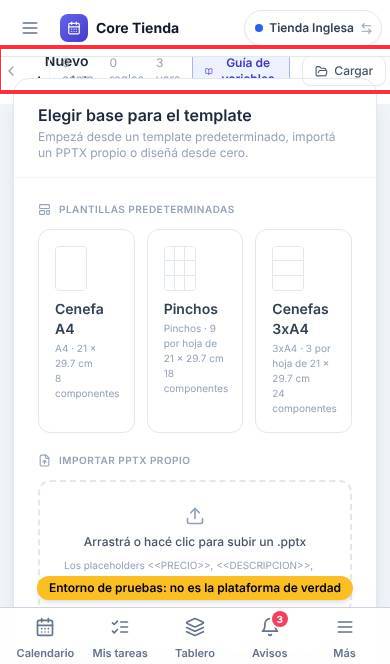 Core Tienda
Tienda Inglesa
Nuevo
0
3
Guía de
variables
Cargar
Elegir base para el template
Empezá desde un template predeterminado, importá
un PPTX propio o diseñá desde cero.
PLANTILLAS PREDETERMINADAS
Cenefa
A4
A4 · 21 ×
29.7 cm
8
componentes
Pinchos
Pinchos · 9
por hoja de
21 × 29.7 cm
18
componentes
Cenefas
3xA4
3xA4 · 3 por
hoja de 21 ×
29.7 cm
24
componentes
IMPORTAR PPTX PROPIO
Arrastrá o hacé clic para subir un .pptx
Los placeholders <<PRECIO>>, <<DESCRIPCION>>,
Entorno de pruebas: no es la plataforma de verdad
3
Calendario
Mis tareas
Tablero
Avisos
Más